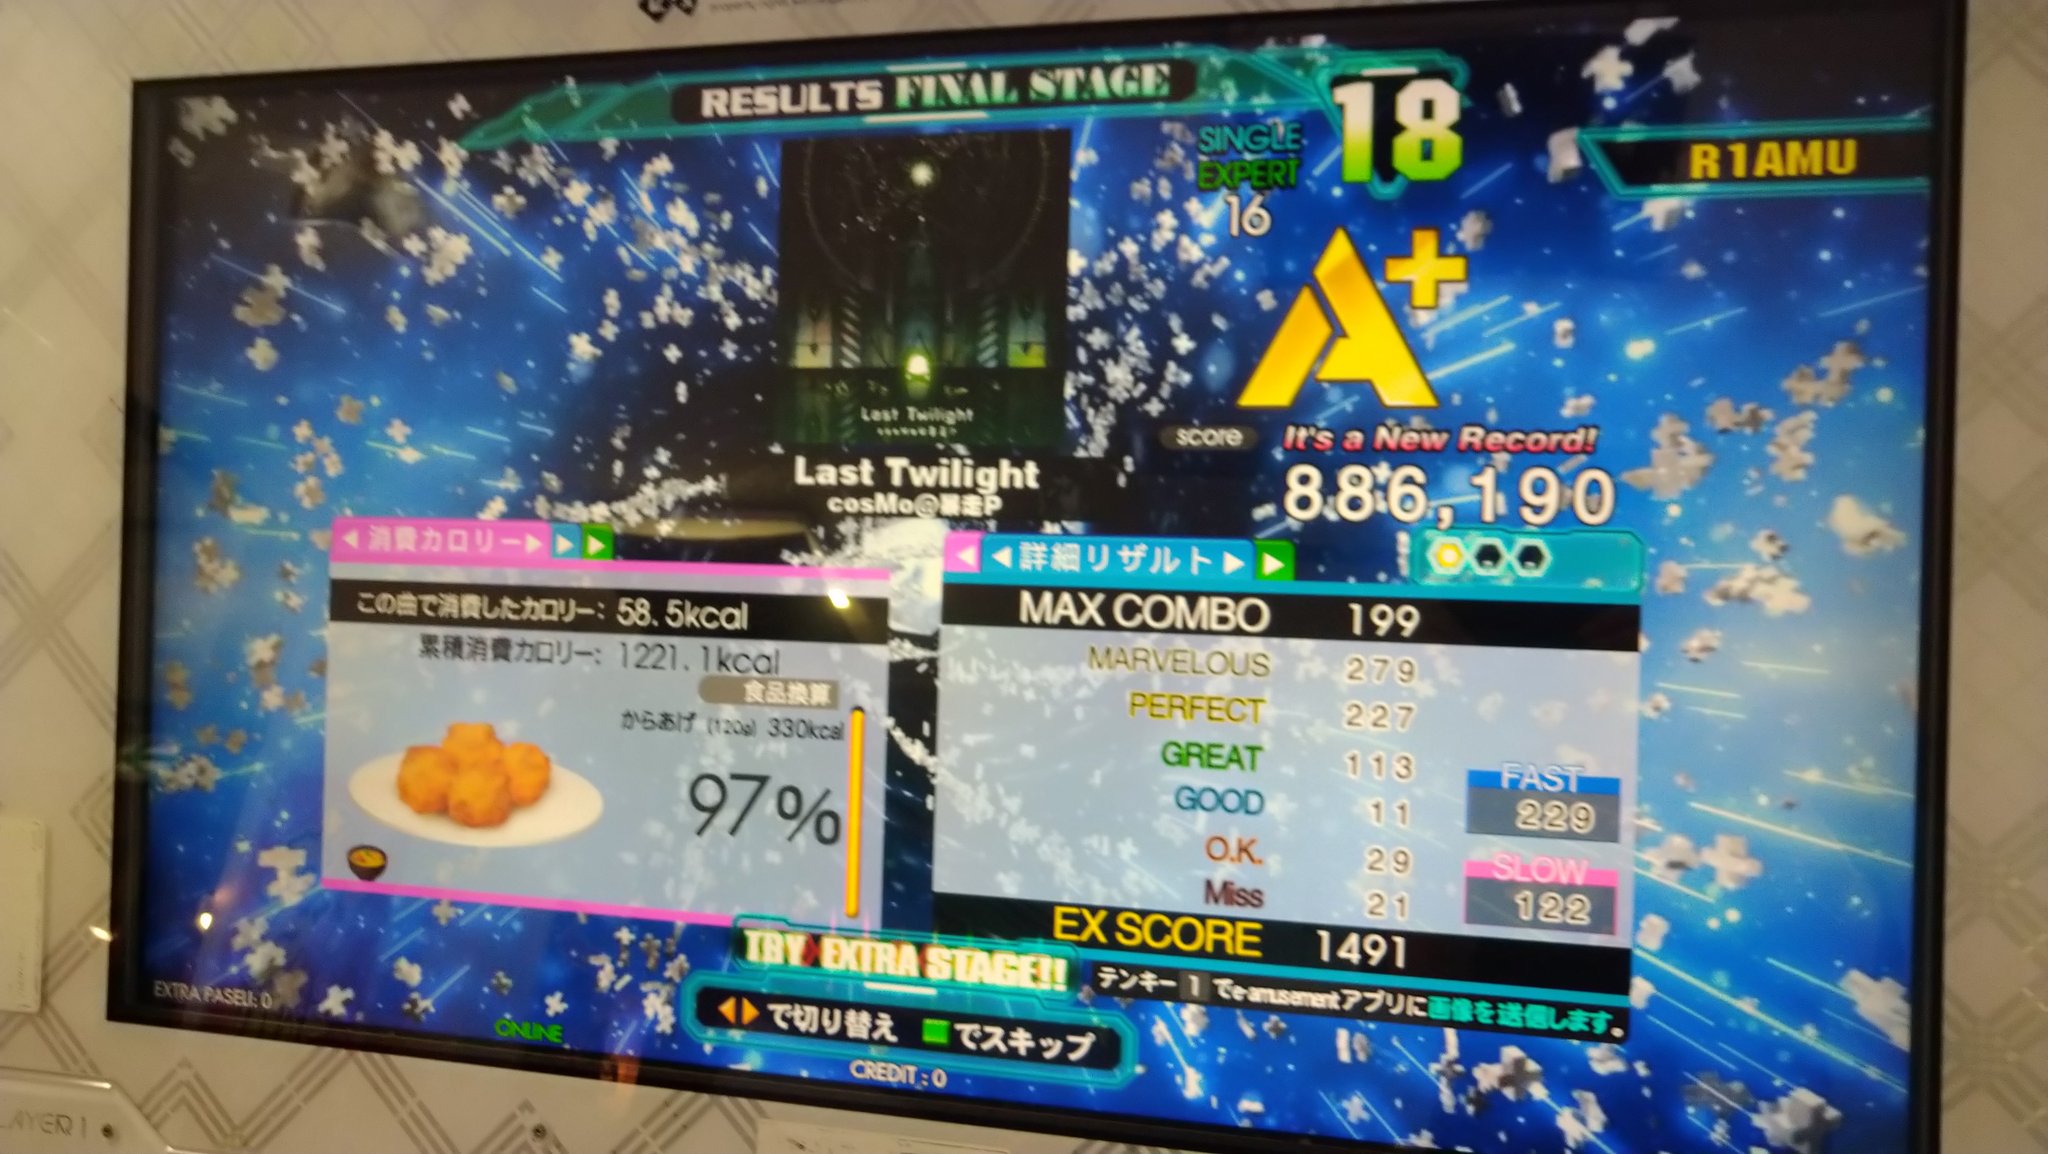 RESULTS FINAL STAGE
18
SINGLE
EXPERT
16
R1AMU
A+
Last Twilight
Last Twilight
cosMo@暴走P
score
It's a New Record!
886,190
消費カロリー
この曲で消費したカロリー: 58.5kcal
累積消費カロリー: 1221.1kcal
食品換算
からあげ (120g) 330kcal
97%
詳細リザルト
MAX COMBO 199
MARVELOUS 279
PERFECT 227
GREAT 113
GOOD 11
O.K. 29
Miss 21
FAST
229
SLOW
122
EX SCORE 1491
TRY EXTRA STAGE!!
テンキー 1 でe-amusementアプリに画像を送信します。
で切り替え でスキップ
EXTRA PASELI: 0
ONLINE
CREDIT : 0
LAYER 1